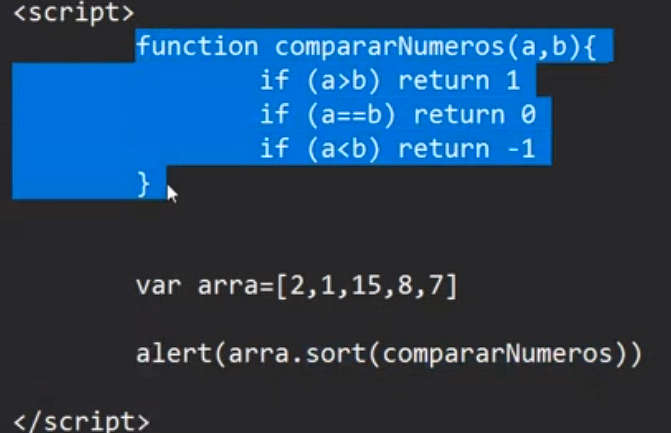 <script>
function compararNumeros(a,b){
if (a>b) return 1
if (a==b) return 0
if (a<b) return -1
}
var arra=[2,1,15,8,7]
alert(arra.sort(compararNumeros))
</script>